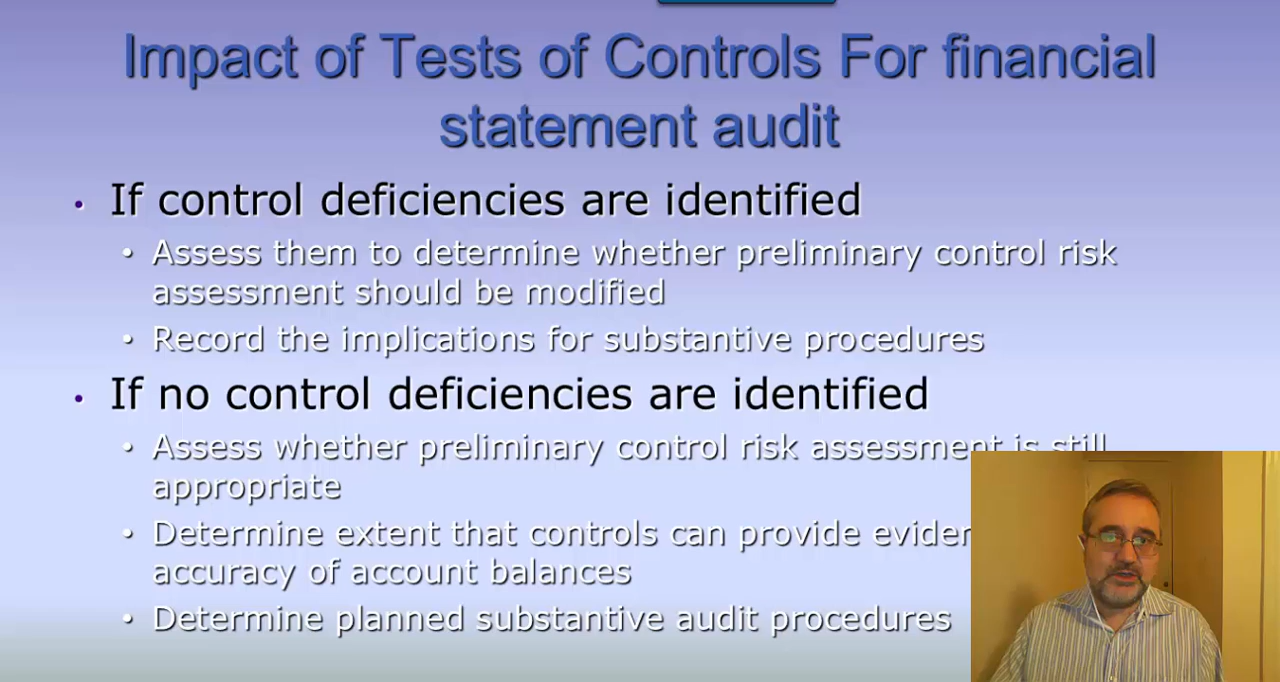 Impact of Tests of Controls For financial
statement audit
• If control deficiencies are identified
• Assess them to determine whether preliminary control risk
assessment should be modified
• Record the implications for substantive procedures
• If no control deficiencies are identified
• Assess whether preliminary control risk assessment is still
appropriate
• Determine extent that controls can provide
accuracy of account balances
• Determine planned substantive audit procedures